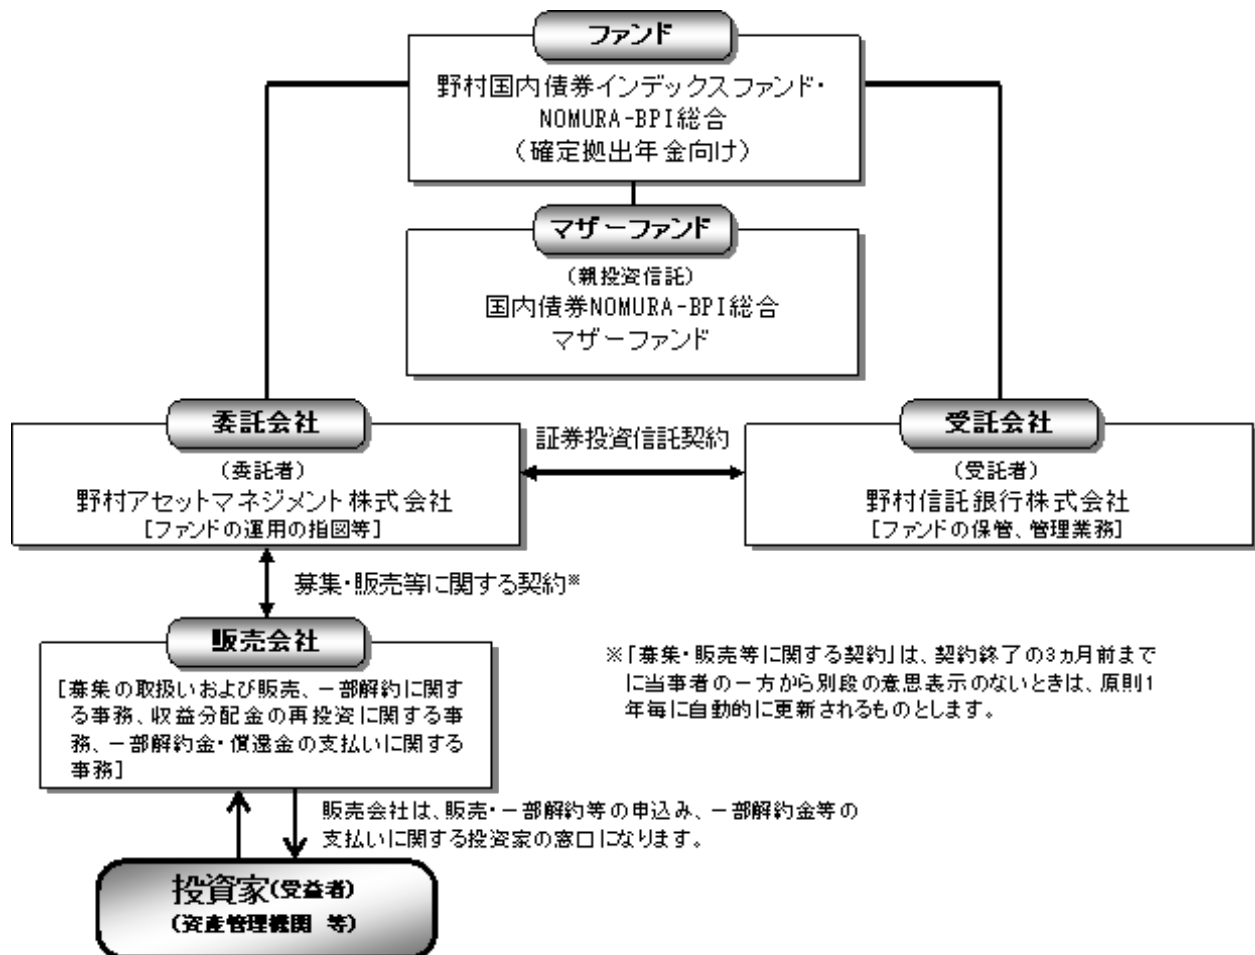 ファンド
野村国内債券インデックスファンド・
NOMURA-BPI総合
（確定拠出年金向け）
マザーファンド
（親投資信託）
国内債券NOMURA-BPI総合
マザーファンド
委託会社
（委託者）
野村アセットマネジメント株式会社
［ファンドの運用の指図等］
証券投資信託契約
受託会社
（受託者）
野村信託銀行株式会社
［ファンドの保管、管理業務］
募集・販売等に関する契約※
販売会社
［募集の取扱いおよび販売、一部解約に関す
る事務、収益分配金の再投資に関する事
務、一部解約金・償還金の支払いに関する
事務］
※「募集・販売等に関する契約」は、契約終了の3ヵ月前まで
に当事者の一方から別段の意思表示のないときは、原則1
年毎に自動的に更新されるものとします。
販売会社は、販売・一部解約等の申込み、一部解約金等の
支払いに関する投資家の窓口になります。
投資家（受益者）
（資産管理機関 等）